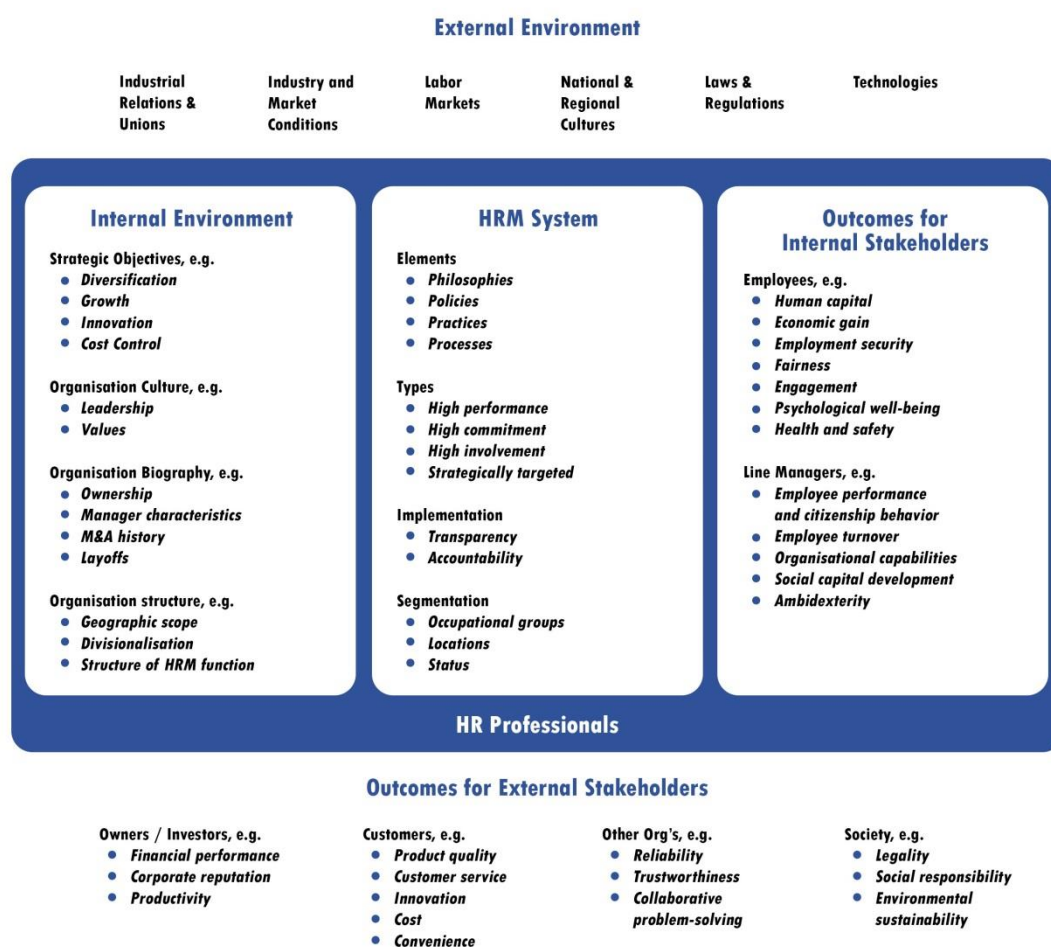 External Environment
Industrial
Relations &
Unions
Industry and
Market
Conditions
Labor
Markets
National &
Regional
Cultures
Laws &
Regulations
Technologies
Internal Environment
Strategic Objectives, e.g.
Diversification
Growth
Innovation
Cost Control
Organisation Culture, e.g.
Leadership
Values
Organisation Biography, e.g.
Ownership
Manager characteristics
M&A history
Layoffs
Organisation structure, e.g.
Geographic scope
Divisionalisation
Structure of HRM function
HRM System
Elements
Philosophies
Policies
Practices
Processes
Types
High performance
High commitment
High involvement
Strategically targeted
Implementation
Transparency
Accountability
Segmentation
Occupational groups
Locations
Status
Outcomes for
Internal Stakeholders
Employees, e.g.
Human capital
Economic gain
Employment security
Fairness
Engagement
Psychological well-being
Health and safety
Line Managers, e.g.
Employee performance
and citizenship behavior
Employee turnover
Organisational capabilities
Social capital development
Ambidexterity
HR Professionals
Outcomes for External Stakeholders
Owners / Investors, e.g.
Financial performance
Corporate reputation
Productivity
Customers, e.g.
Product quality
Customer service
Innovation
Cost
Convenience
Other Org's, e.g.
Reliability
Trustworthiness
Collaborative
problem-solving
Society, e.g.
Legality
Social responsibility
Environmental
sustainability